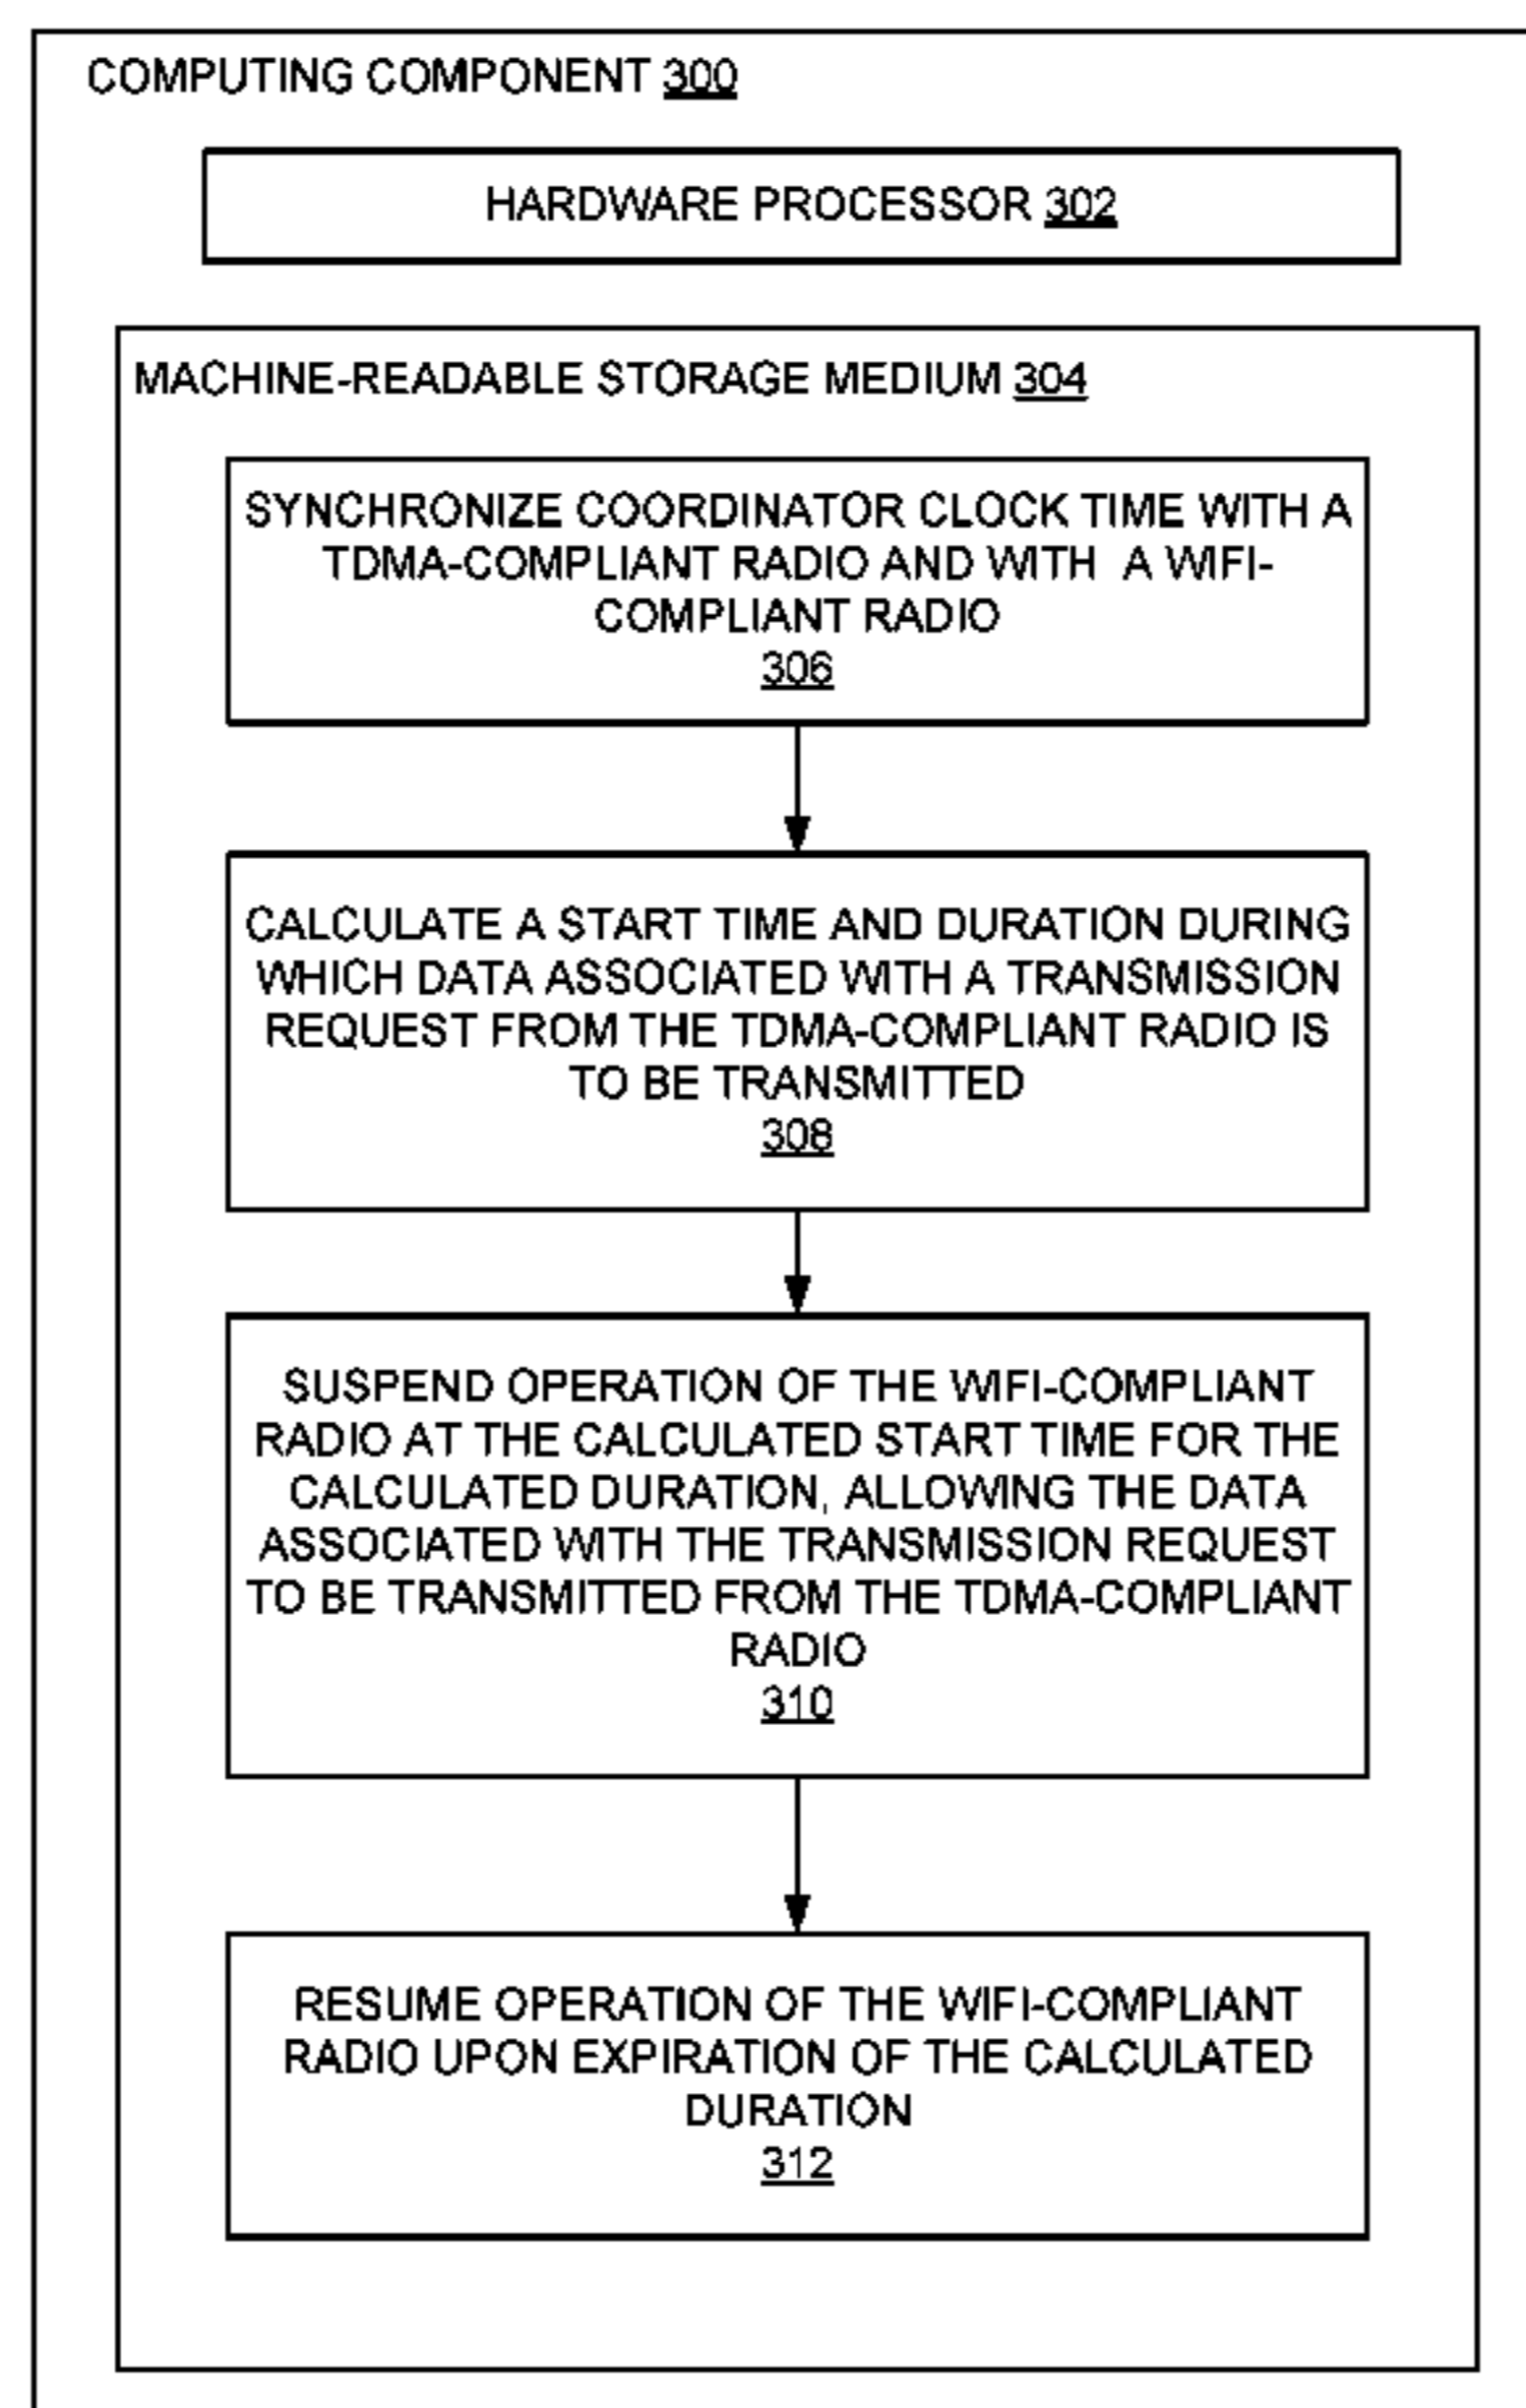 COMPUTING COMPONENT 300
HARDWARE PROCESSOR 302
MACHINE-READABLE STORAGE MEDIUM 304
SYNCHRONIZE COORDINATOR CLOCK TIME WITH A
TDMA-COMPLIANT RADIO AND WITH A WIFI-
COMPLIANT RADIO
306
CALCULATE A START TIME AND DURATION DURING
WHICH DATA ASSOCIATED WITH A TRANSMISSION
REQUEST FROM THE TDMA-COMPLIANT RADIO IS
TO BE TRANSMITTED
308
SUSPEND OPERATION OF THE WIFI-COMPLIANT
RADIO AT THE CALCULATED START TIME FOR THE
CALCULATED DURATION, ALLOWING THE DATA
ASSOCIATED WITH THE TRANSMISSION REQUEST
TO BE TRANSMITTED FROM THE TDMA-COMPLIANT
RADIO
310
RESUME OPERATION OF THE WIFI-COMPLIANT
RADIO UPON EXPIRATION OF THE CALCULATED
DURATION
312